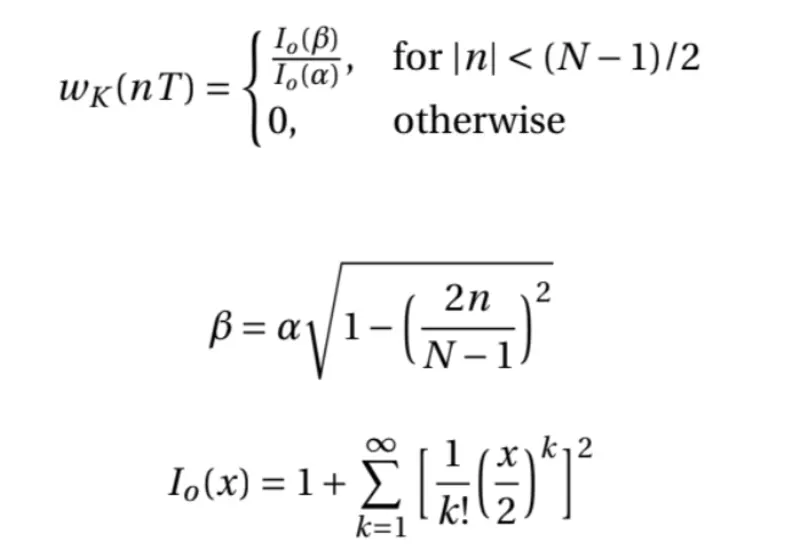 w_K(nT) = { I_o(β)/I_o(α), for |n| < (N − 1)/2
0, otherwise
β = α√(1 − (2n/(N − 1))^2)
I_o(x) = 1 + ∑_{k=1}^{∞} [1/k! (x/2)^k]^2